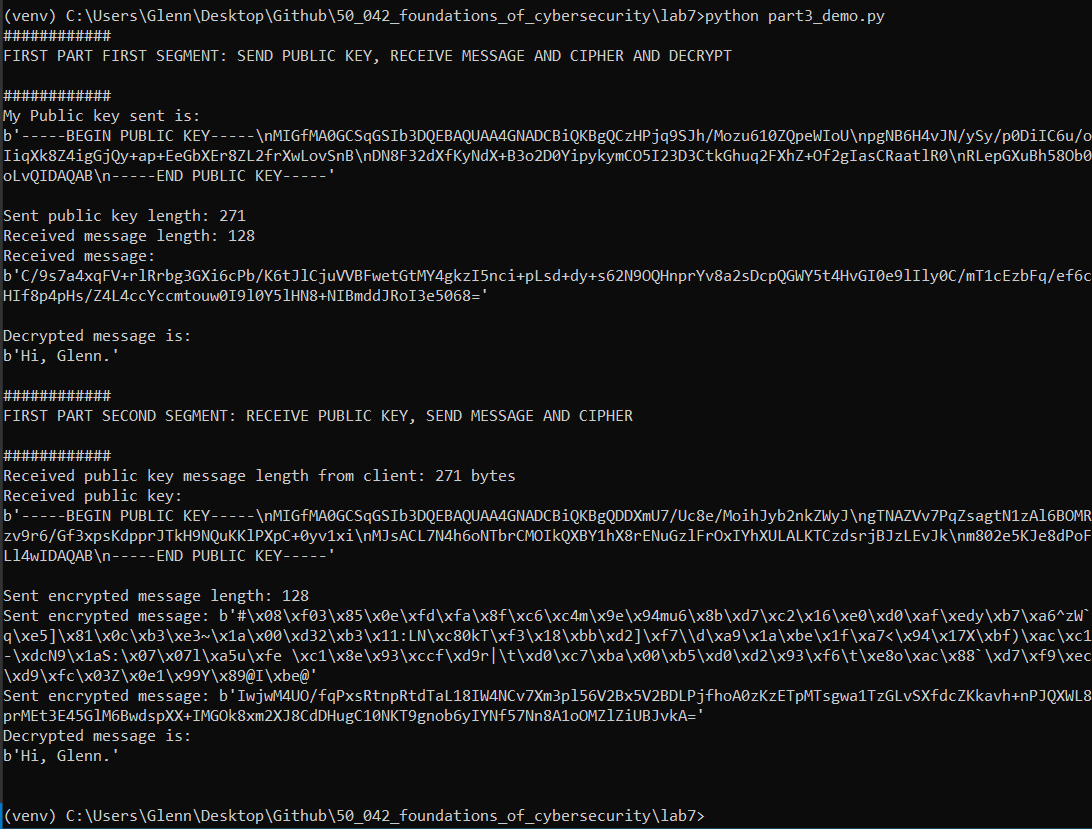 (venv) C:\Users\Glenn\Desktop\Github\50_042_foundations_of_cybersecurity\lab7>python part3_demo.py
############
FIRST PART FIRST SEGMENT: SEND PUBLIC KEY, RECEIVE MESSAGE AND CIPHER AND DECRYPT
############
My Public key sent is:
b'-----BEGIN PUBLIC KEY-----\nMIGfMA0GCSqGSIb3DQEBAQUAA4GNADCBiQKBgQCzHPjq9SJh/Mozu610ZQpeWIoU\npgNB6H4vJN/ySy/p0DiIC6u/o
IiqXk8Z4igGjQy+ap+EeGbXEr8ZL2frXwLovSnB\nDN8F32dXfKyNdX+B3o2D0YipykymCO5I23D3CtkGhuq2FXhZ+Of2gIasCRaatlR0\nRLepGXuBh58Ob0
oLvQIDAQAB\n-----END PUBLIC KEY-----'
Sent public key length: 271
Received message length: 128
Received message:
b'C/9s7a4xqFV+rlRrbg3GXi6cPb/K6tJlCjuVVBFwetGtMY4gkzI5nci+pLsd+dy+s62N9OQHnprYv8a2sDcpQGWY5t4HvGI0e9lIly0C/mT1cEzbFq/ef6c
HIf8p4pHs/Z4L4ccYccmtouw0I9l0Y5lHN8+NIBmddJRoI3e5068='
Decrypted message is:
b'Hi, Glenn.'
############
FIRST PART SECOND SEGMENT: RECEIVE PUBLIC KEY, SEND MESSAGE AND CIPHER
############
Received public key message length from client: 271 bytes
Received public key:
b'-----BEGIN PUBLIC KEY-----\nMIGfMA0GCSqGSIb3DQEBAQUAA4GNADCBiQKBgQDDXmU7/Uc8e/MoihJyb2nkZWyJ\ngTNAZVv7PqZsagtN1zAl6BOMR
zv9r6/Gf3xpsKdpprJTkH9NQuKKlPXpC+0yv1xi\nMJsACL7N4h6oNTbrCMOIkQXBY1hX8rENuGzlFrOxIYhXULALKTCzdsrjBJzLEvJk\nm802e5KJe8dPoF
Ll4wIDAQAB\n-----END PUBLIC KEY-----'
Sent encrypted message length: 128
Sent encrypted message: b'#\x08\xf03\x85\x0e\xfd\xfa\x8f\xc6\xc4m\x9e\x94mu6\x8b\xd7\xc2\x16\xe0\xd0\xaf\xedy\xb7\xa6^zW`
q\xe5]\x81\x0c\xb3\xe3~\x1a\x00\xd32\xb3\x11:LN\xc80kT\xf3\x18\xbb\xd2]\xf7\\d\xa9\x1a\xbe\x1f\xa7<\x94\x17X\xbf)\xac\xc1
-\xdcN9\x1aS:\x07\x07l\xa5u\xfe \xc1\x8e\x93\xccf\xd9r|\t\xd0\xc7\xba\x00\xb5\xd0\xd2\x93\xf6\t\xe8o\xac\x88`\xd7\xf9\xec
\xd9\xfc\x03Z\x0e1\x99Y\x89@I\xbe@'
Sent encrypted message: b'IwjwM4UO/fqPxsRtnpRtdTaL18IW4NCv7Xm3pl56V2Bx5V2BDLPjfhoA0zKzETpMTsgwa1TzGLvSXfdcZKkavh+nPJQXWL8
prMEt3E45GlM6BwdspXX+IMGOk8xm2XJ8CdDHugC10NKT9gnob6yIYNf57Nn8A1oOMZlZiUBJvkA='
Decrypted message is:
b'Hi, Glenn.'
(venv) C:\Users\Glenn\Desktop\Github\50_042_foundations_of_cybersecurity\lab7>